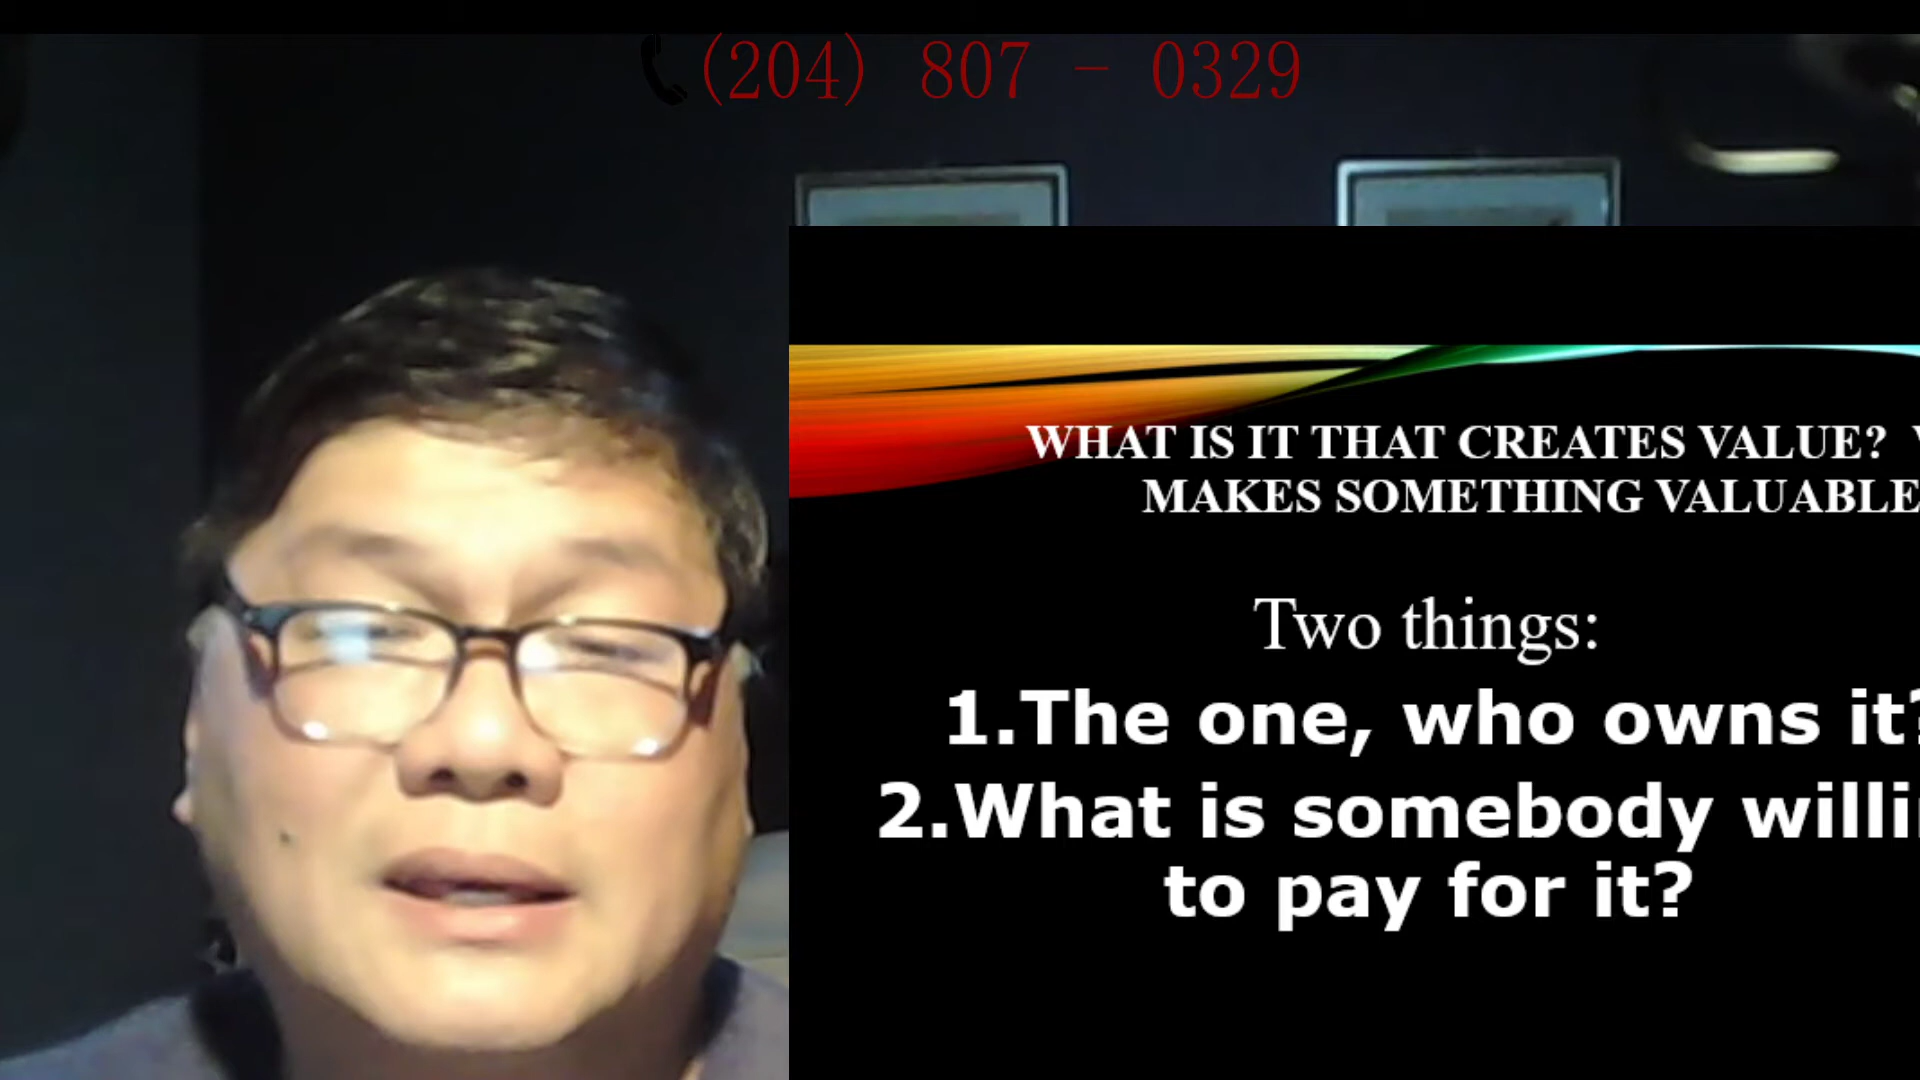 (204) 807 - 0329
WHAT IS IT THAT CREATES VALUE?
MAKES SOMETHING VALUABLE
Two things:
1.The one, who owns it?
2.What is somebody willi
to pay for it?